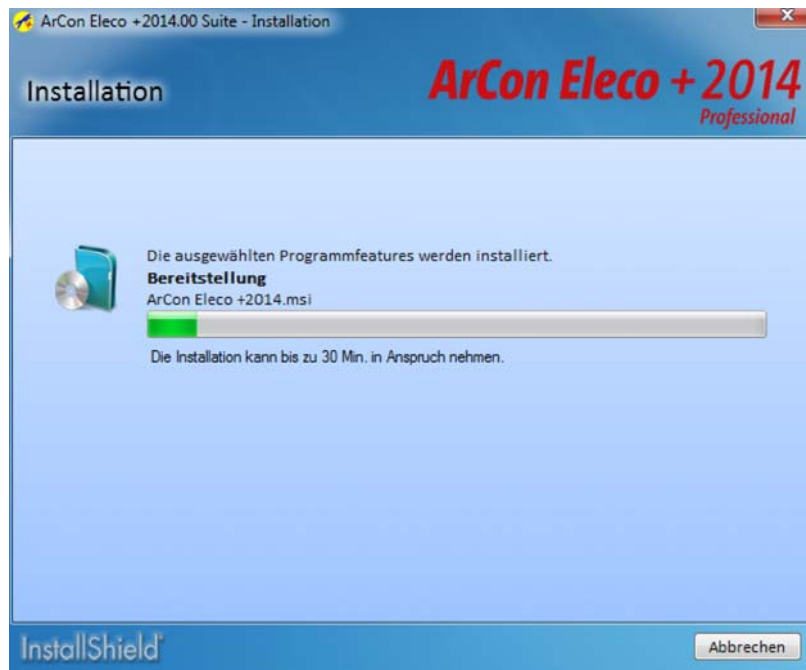 ArCon Eleco +2014.00 Suite - Installation
Installation
ArCon Eleco + 2014
Professional
Die ausgewählten Programmfeatures werden installiert.
Bereitstellung
ArCon Eleco +2014.msi
Die Installation kann bis zu 30 Min. in Anspruch nehmen.
InstallShield
Abbrechen